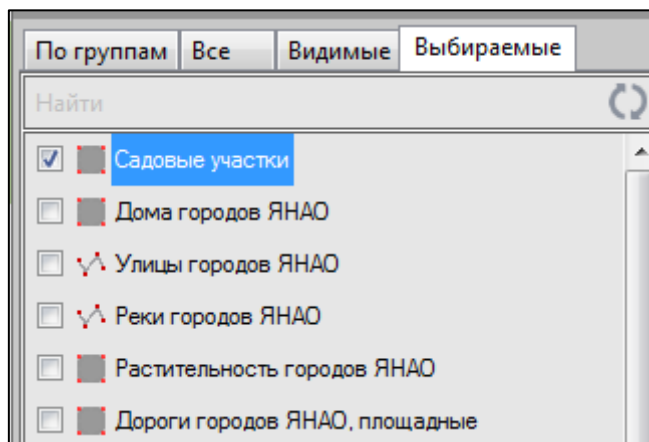 По группам Все Видимые Выбираемые
Найти
Садовые участки
Дома городов ЯНАО
Улицы городов ЯНАО
Реки городов ЯНАО
Растительность городов ЯНАО
Дороги городов ЯНАО, площадные